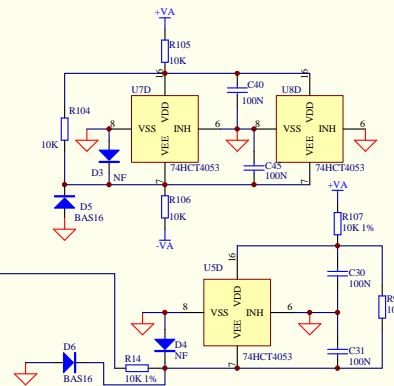 +VA
R105
10K
16
16
U7D
C40
100N
U8D
R104
10K
8
VSS
VDD
VEE
INH
6
8
VSS
VDD
VEE
INH
6
D3
NF
74HCT4053
C45
100N
74HCT4053
7
7
D5
BAS16
R106
10K
-VA
+VA
R107
10K 1%
16
U5D
C30
100N
8
VSS
VDD
VEE
INH
6
D4
NF
74HCT4053
C31
100N
7
D6
BAS16
R14
10K 1%